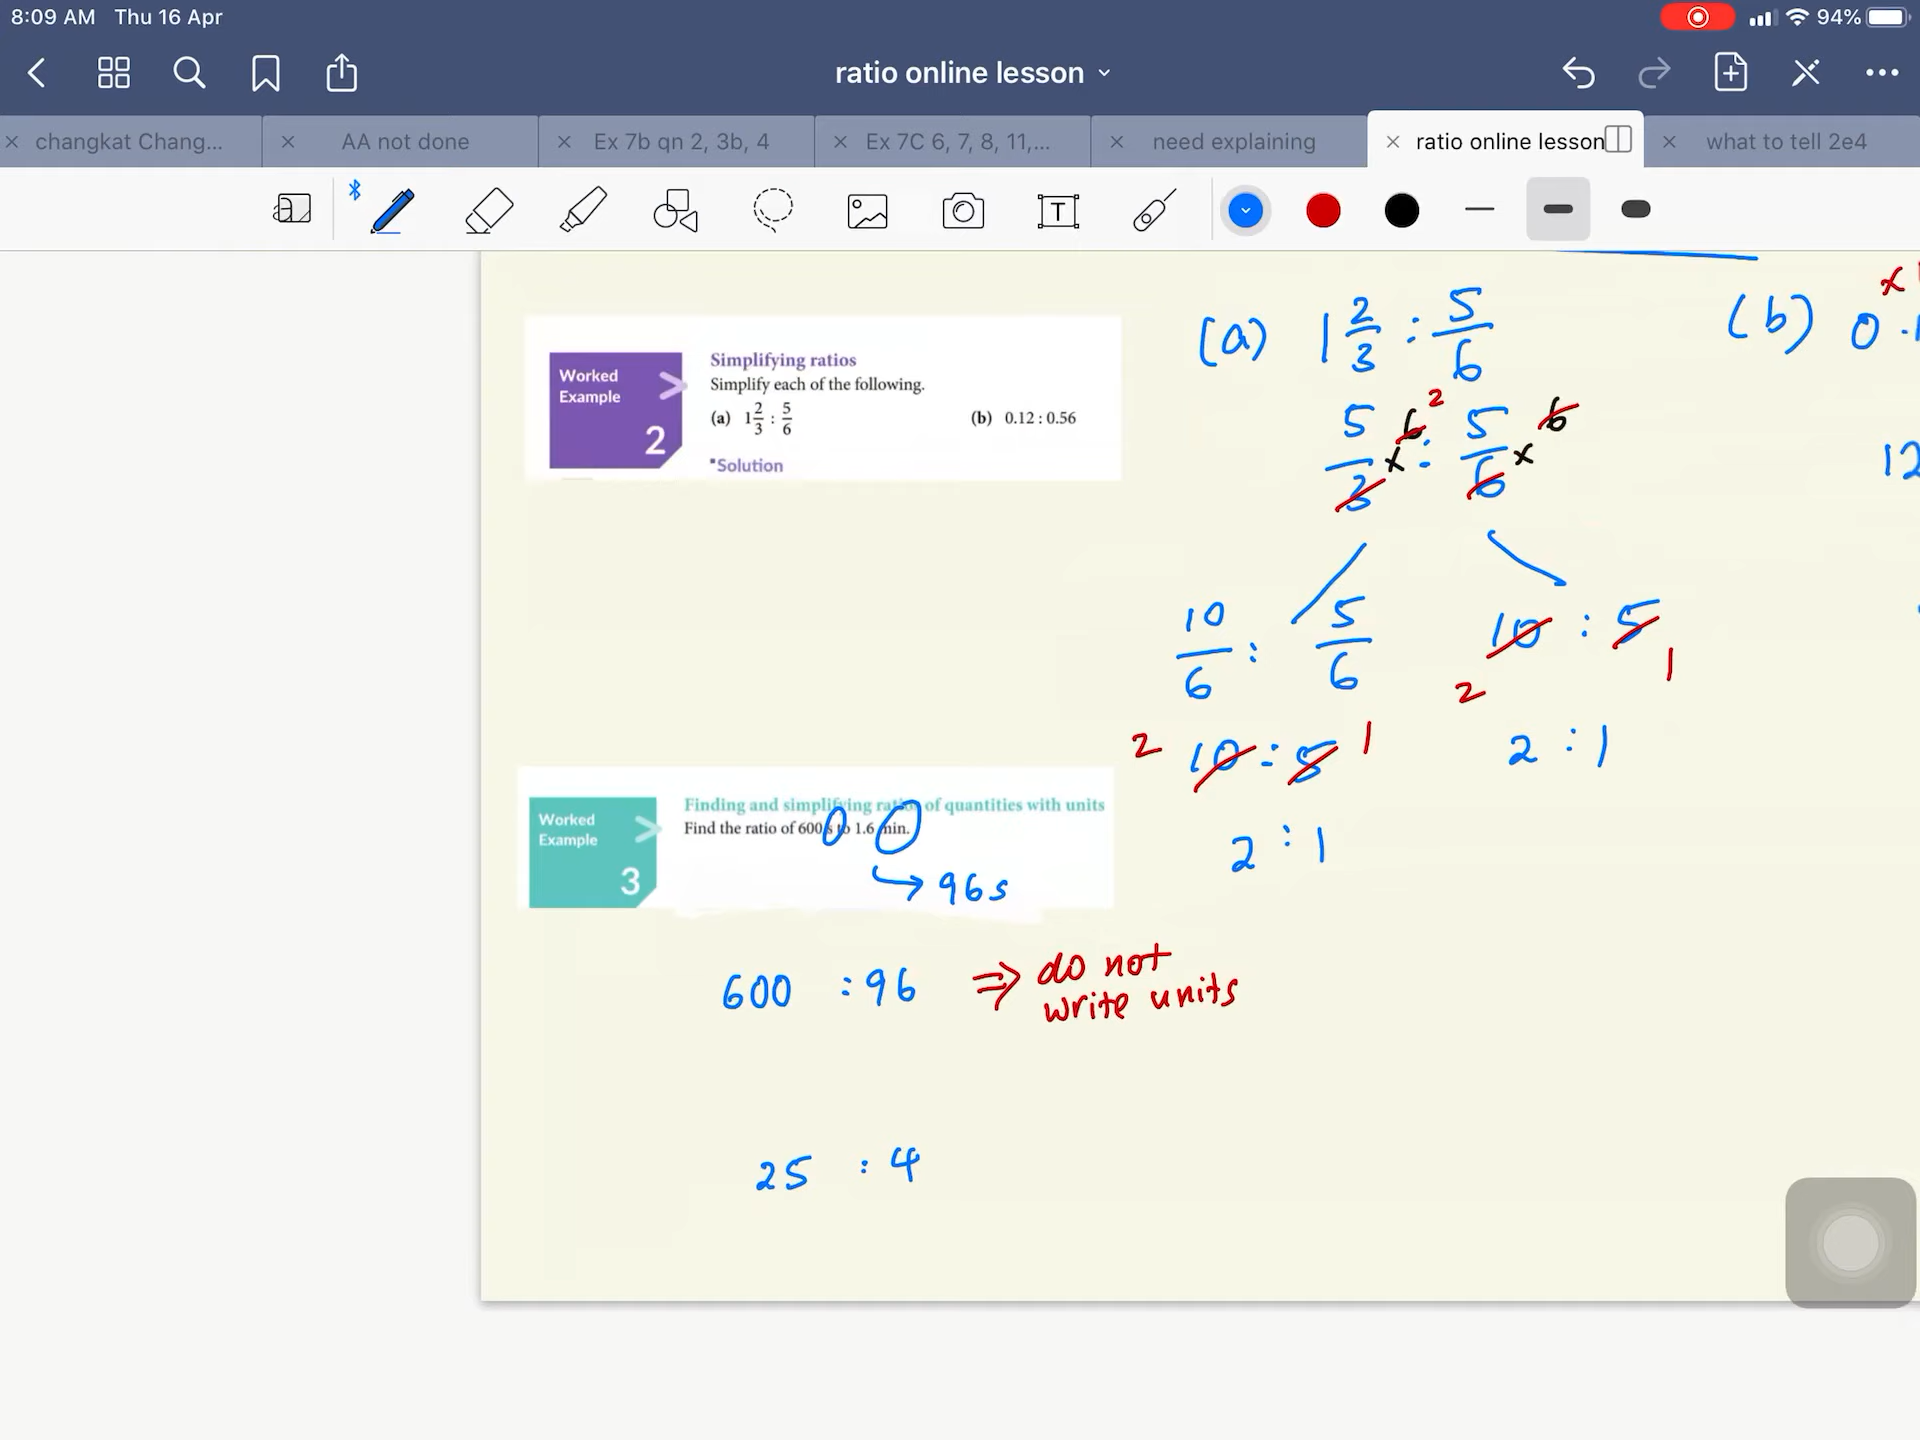 8:09 AM Thu 16 Apr
94%
ratio online lesson
changkat Chang...
AA not done
Ex 7b qn 2, 3b, 4
Ex 7C 6, 7, 8, 11,...
need explaining
ratio online lesson
what to tell 2e4
T
Worked
Example
2
Simplifying ratios
Simplify each of the following.
(a) 1 2/3 : 5/6
(b) 0.12 : 0.56
Solution
(a) 1 2/3 : 5/6
5/3 × 6 2 : 5/6 × 6
10/6 : 5/6
2 10 : 5 1
2 : 1
10 : 5
2 1
2 : 1
(b) 0.
×
12
Worked
Example
3
Finding and simplifying ratios of quantities with units
Find the ratio of 600 s to 1.6 min.
96s
600 : 96 ⇒ do not
write units
25 : 4